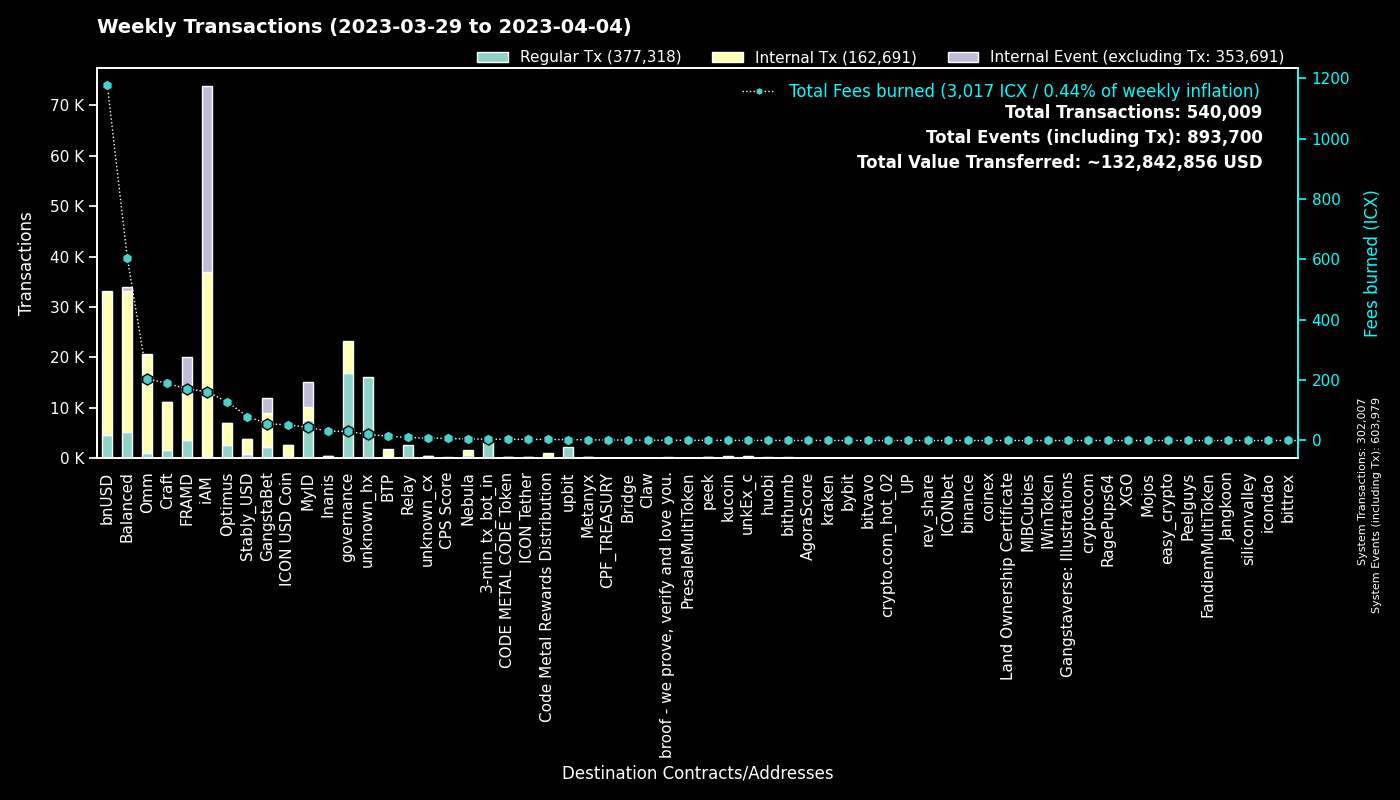 Weekly Transactions (2023-03-29 to 2023-04-04)
Regular Tx (377,318)
Internal Tx (162,691)
Internal Event (excluding Tx: 353,691)
Total Fees burned (3,017 ICX / 0.44% of weekly inflation)
Total Transactions: 540,009
Total Events (including Tx): 893,700
Total Value Transferred: ~132,842,856 USD
Transactions
70 K
60 K
50 K
40 K
30 K
20 K
10 K
0 K
1200
1000
800
600
400
200
0
Fees burned (ICX)
System Transactions: 302,007
System Events (including Tx): 603,979
bnUSD
Balanced
Omm
Craft
FRAMD
iAM
Optimus
Stably_USD
GangstaBet
ICON USD Coin
MyID
Inanis
governance
unknown_hx
BTP
Relay
unknown_cx
CPS Score
Nebula
3-min_tx_bot_in
CODE METAL CODE Token
ICON Tether
Code Metal Rewards Distribution
upbit
Metanyx
CPF_TREASURY
Bridge
Claw
broof - we prove, verify and love you.
PresaleMultiToken
peek
kucoin
unkEx_c
huobi
bithumb
AgoraScore
kraken
bybit
bitvavo
crypto.com_hot_02
UP
rev_share
ICONbet
binance
coinex
Land Ownership Certificate
MIBCubies
IWinToken
Gangstaverse: Illustrations
cryptocom
RagePups64
XGO
Mojos
easy_crypto
Peelguys
FandiemMultiToken
Jangkoon
siliconvalley
icondao
bittrex
Destination Contracts/Addresses